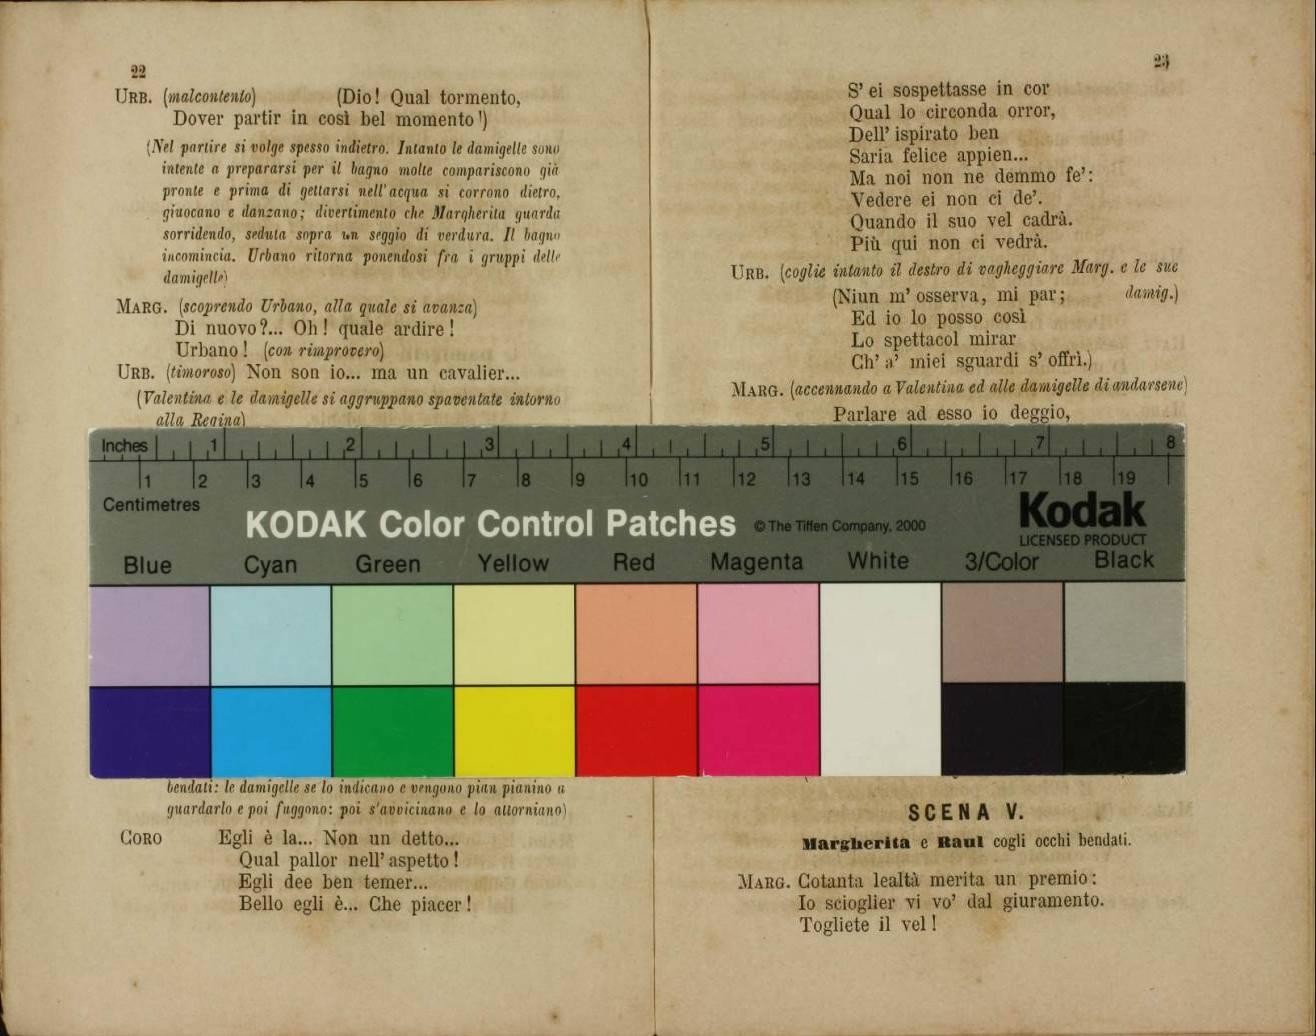 22
URB. (malcontento) (Dio! Qual tormento,
Dover partir in così bel momento!)
(Nel partire si volge spesso indietro. Intanto le damigelle sono
intente a prepararsi per il bagno molte compariscono già
pronte e prima di gettarsi nell'acqua si corrono dietro,
giuocano e danzano; divertimento che Margherita guarda
sorridendo, seduta sopra un seggio di verdura. Il bagno
incomincia. Urbano ritorna ponendosi fra i gruppi delle
damigelle)
MARG. (scoprendo Urbano, alla quale si avanza)
Di nuovo?... Oh! quale ardire!
Urbano! (con rimprovero)
URB. (timoroso) Non son io... ma un cavalier...
(Valentina e le damigelle si aggruppano spaventate intorno
alla Regina)
bendati: le damigelle se lo indicano e vengono pian pianino a
guardarlo e poi fuggono: poi s'avvicinano e lo attorniano)
CORO Egli è la... Non un detto...
Qual pallor nell' aspetto!
Egli dee ben temer...
Bello egli è... Che piacer!
23
S' ei sospettasse in cor
Qual lo circonda orror,
Dell' ispirato ben
Saria felice appien...
Ma noi non ne demmo fe':
Vedere ei non ci de'.
Quando il suo vel cadrà.
Più qui non ci vedrà.
URB. (coglie intanto il destro di vagheggiare Marg. e le sue
damig.)
(Niun m' osserva, mi par;
Ed io lo posso così
Lo spettacol mirar
Ch' a' miei sguardi s' offrì.)
MARG. (accennando a Valentina ed alle damigelle di andarsene)
Parlare ad esso io deggio,
SCENA V.
Margherita e Raul cogli occhi bendati.
MARG. Cotanta lealtà merita un premio:
Io scioglier vi vo' dal giuramento.
Togliete il vel!
Inches 1 2 3 4 5 6 7 8
1 2 3 4 5 6 7 8 9 10 11 12 13 14 15 16 17 18 19
Centimetres
KODAK Color Control Patches © The Tiffen Company, 2000
Kodak
LICENSED PRODUCT
Blue Cyan Green Yellow Red Magenta White 3/Color Black